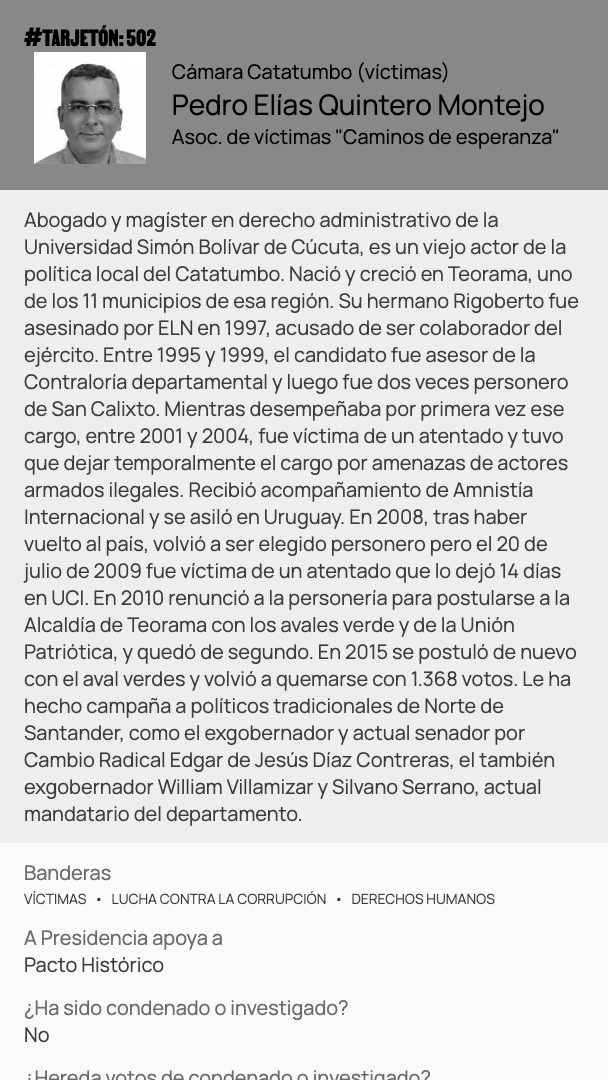 #TARJETÓN: 502
Cámara Catatumbo (víctimas)
Pedro Elías Quintero Montejo
Asoc. de víctimas "Caminos de esperanza"
Abogado y magíster en derecho administrativo de la
Universidad Simón Bolívar de Cúcuta, es un viejo actor de la
política local del Catatumbo. Nació y creció en Teorama, uno
de los 11 municipios de esa región. Su hermano Rigoberto fue
asesinado por ELN en 1997, acusado de ser colaborador del
ejército. Entre 1995 y 1999, el candidato fue asesor de la
Contraloría departamental y luego fue dos veces personero
de San Calixto. Mientras desempeñaba por primera vez ese
cargo, entre 2001 y 2004, fue víctima de un atentado y tuvo
que dejar temporalmente el cargo por amenazas de actores
armados ilegales. Recibió acompañamiento de Amnistía
Internacional y se asiló en Uruguay. En 2008, tras haber
vuelto al país, volvió a ser elegido personero pero el 20 de
julio de 2009 fue víctima de un atentado que lo dejó 14 días
en UCI. En 2010 renunció a la personería para postularse a la
Alcaldía de Teorama con los avales verde y de la Unión
Patriótica, y quedó de segundo. En 2015 se postuló de nuevo
con el aval verdes y volvió a quemarse con 1.368 votos. Le ha
hecho campaña a políticos tradicionales de Norte de
Santander, como el exgobernador y actual senador por
Cambio Radical Edgar de Jesús Díaz Contreras, el también
exgobernador William Villamizar y Silvano Serrano, actual
mandatario del departamento.
Banderas
VÍCTIMAS • LUCHA CONTRA LA CORRUPCIÓN • DERECHOS HUMANOS
A Presidencia apoya a
Pacto Histórico
¿Ha sido condenado o investigado?
No
¿Hereda votos de condenado o investigado?